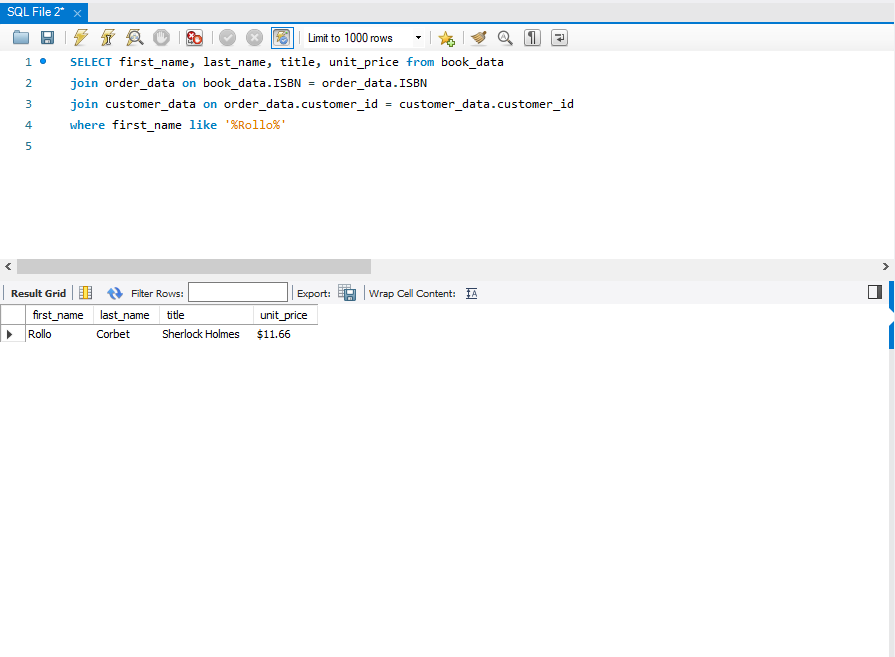 SQL File 2*
Limit to 1000 rows
1 SELECT first_name, last_name, title, unit_price from book_data
2 join order_data on book_data.ISBN = order_data.ISBN
3 join customer_data on order_data.customer_id = customer_data.customer_id
4 where first_name like '%Rollo%'
5
Result Grid Filter Rows: Export: Wrap Cell Content:
first_name last_name title unit_price
Rollo Corbet Sherlock Holmes $11.66